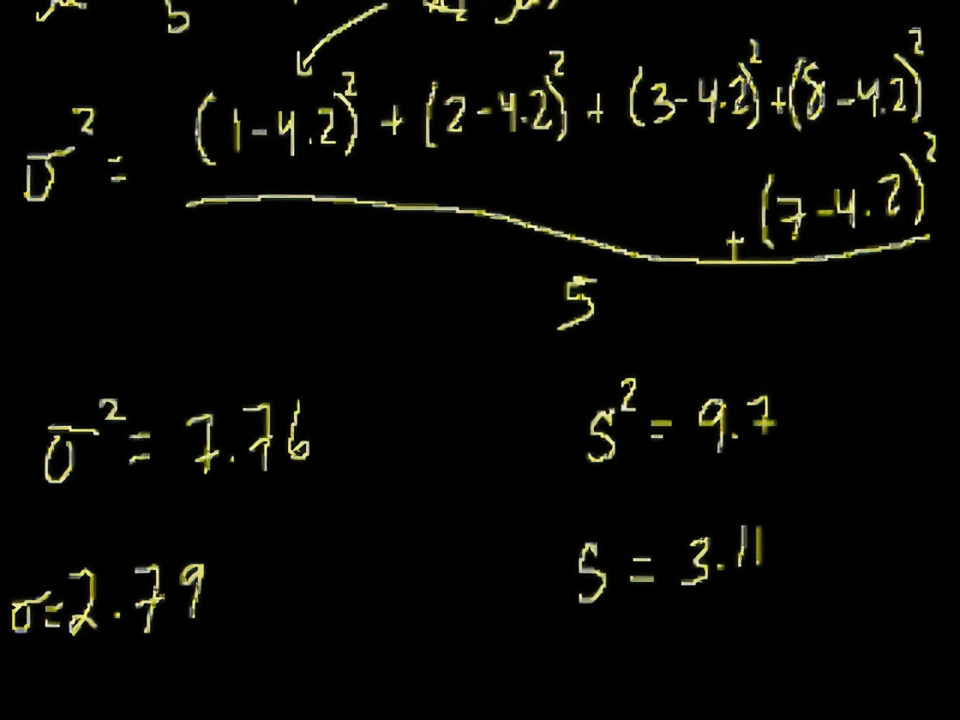 σ² = (1-4.2)² + (2-4.2)² + (3-4.2)² + (8-4.2)²
+ (7-4.2)²
5
σ² = 7.76 s² = 9.7
σ=2.79 s = 3.11